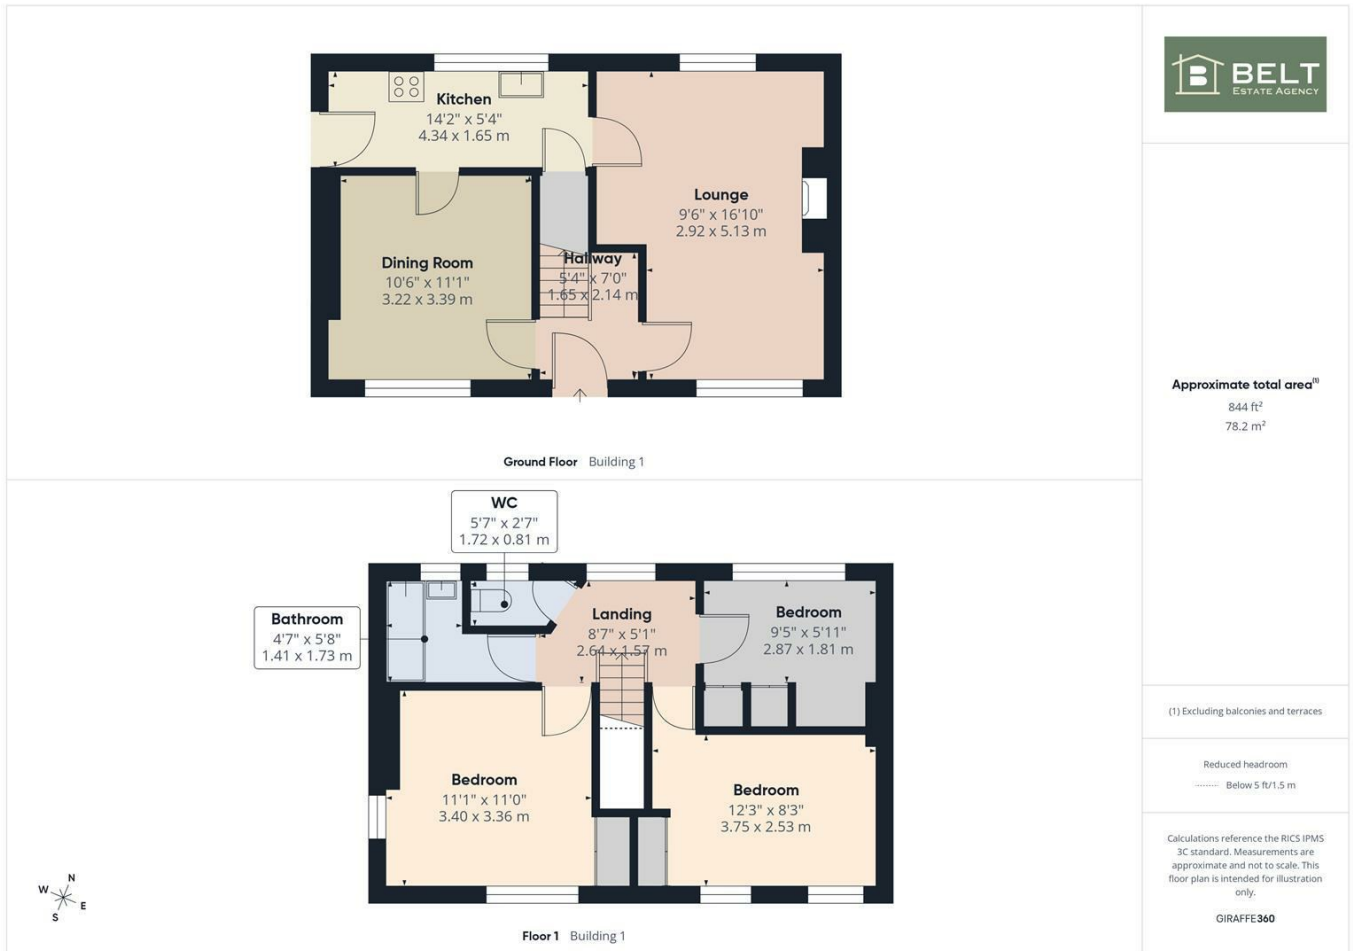 Kitchen
14'2" x 5'4"
4.34 x 1.65 m
Lounge
9'6" x 16'10"
2.92 x 5.13 m
Dining Room
10'6" x 11'1"
3.22 x 3.39 m
Hallway
5'4" x 7'0"
1.65 x 2.14 m
Ground Floor Building 1
WC
5'7" x 2'7"
1.72 x 0.81 m
Bathroom
4'7" x 5'8"
1.41 x 1.73 m
Landing
8'7" x 5'1"
2.64 x 1.57 m
Bedroom
9'5" x 5'11"
2.87 x 1.81 m
Bedroom
11'1" x 11'0"
3.40 x 3.36 m
Bedroom
12'3" x 8'3"
3.75 x 2.53 m
N
W
E
S
Floor 1 Building 1
B BELT
ESTATE AGENCY
Approximate total area(1)
844 ft²
78.2 m²
(1) Excluding balconies and terraces
Reduced headroom
Below 5 ft/1.5 m
Calculations reference the RICS IPMS
3C standard. Measurements are
approximate and not to scale. This
floor plan is intended for illustration
only.
GIRAFFE360